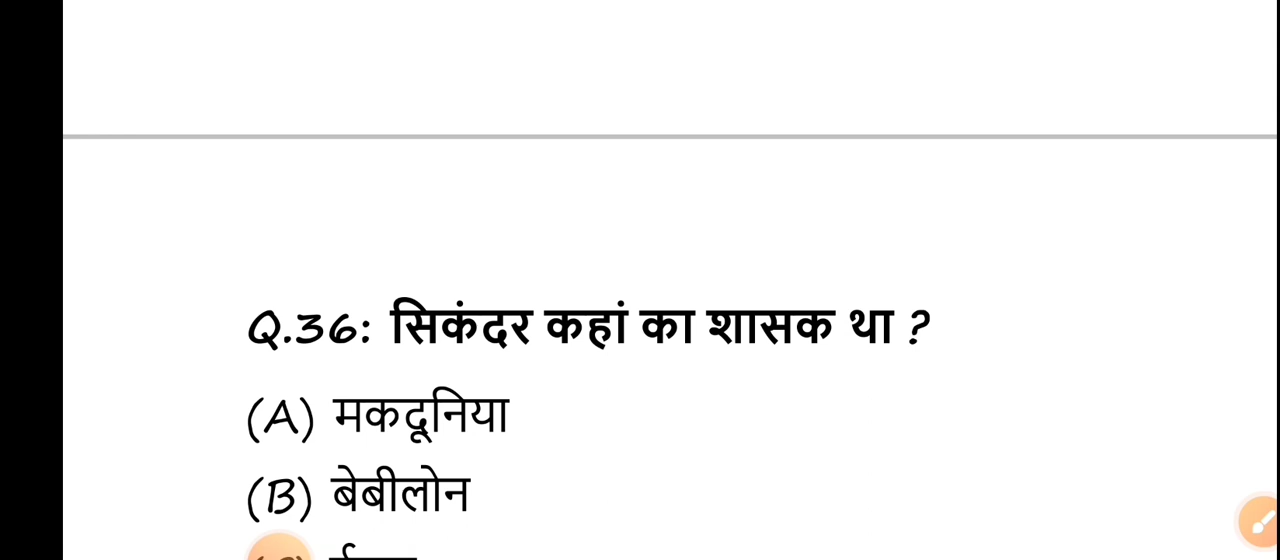 Q.36: सिकंदर कहां का शासक था ?
(A) मकदूनिया
(B) बेबीलोन